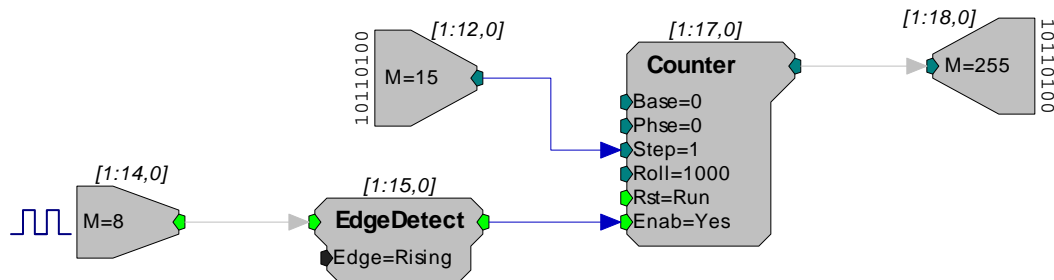 [1:12,0]
10110100
M=15
[1:17,0]
Counter
Base=0
Phse=0
Step=1
Roll=1000
Rst=Run
Enab=Yes
[1:18,0]
M=255
10110100
[1:14,0]
M=8
[1:15,0]
EdgeDetect
Edge=Rising